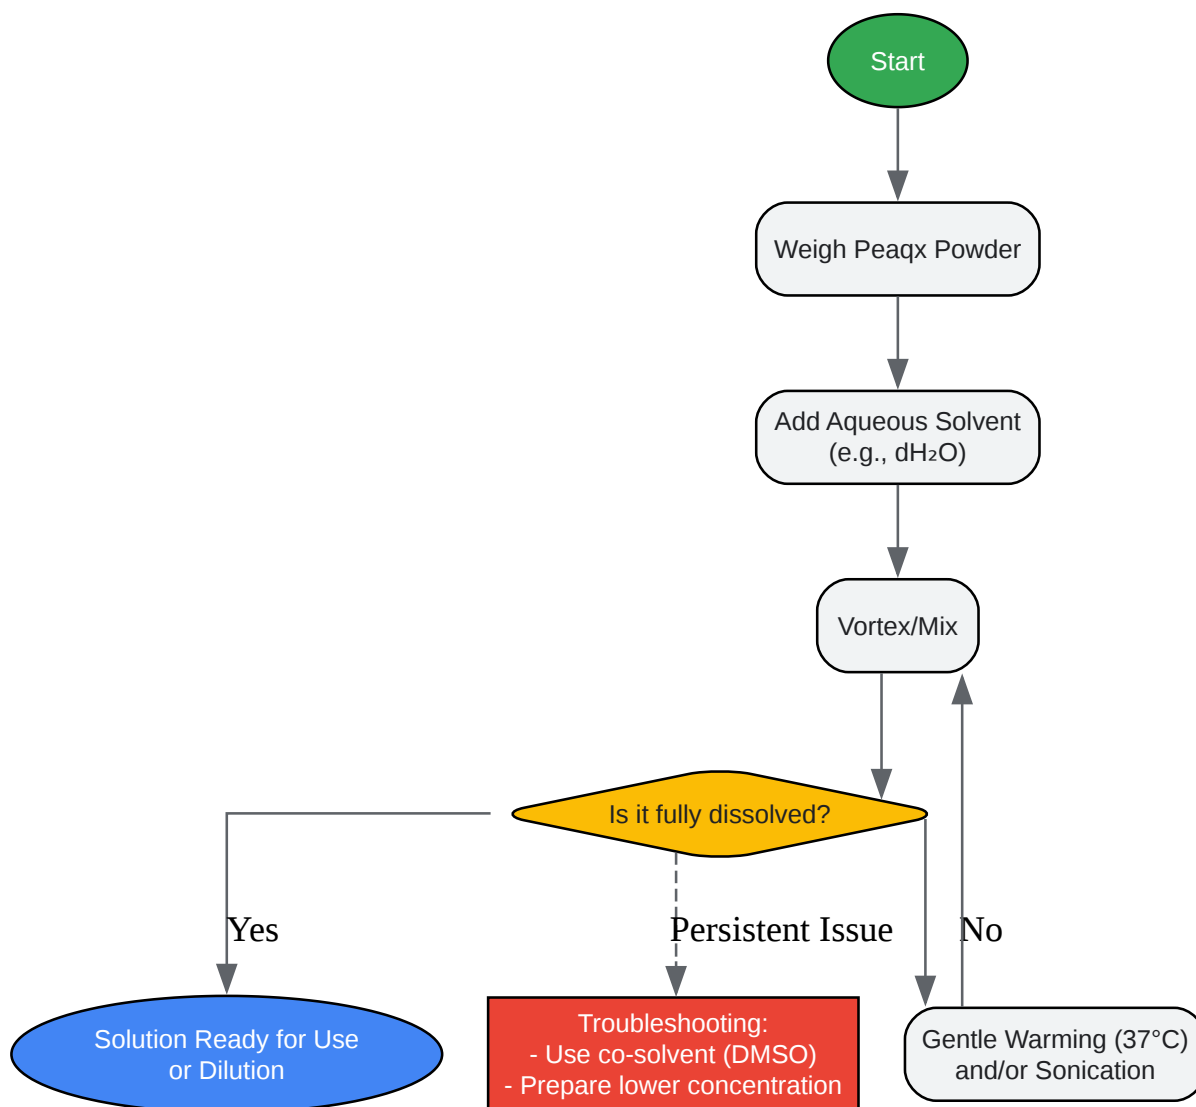 Start
Weigh Peaqx Powder
Add Aqueous Solvent
(e.g., dH₂O)
Vortex/Mix
Is it fully dissolved?
Yes
Persistent Issue
No
Solution Ready for Use
or Dilution
Troubleshooting:
- Use co-solvent (DMSO)
- Prepare lower concentration
Gentle Warming (37°C)
and/or Sonication